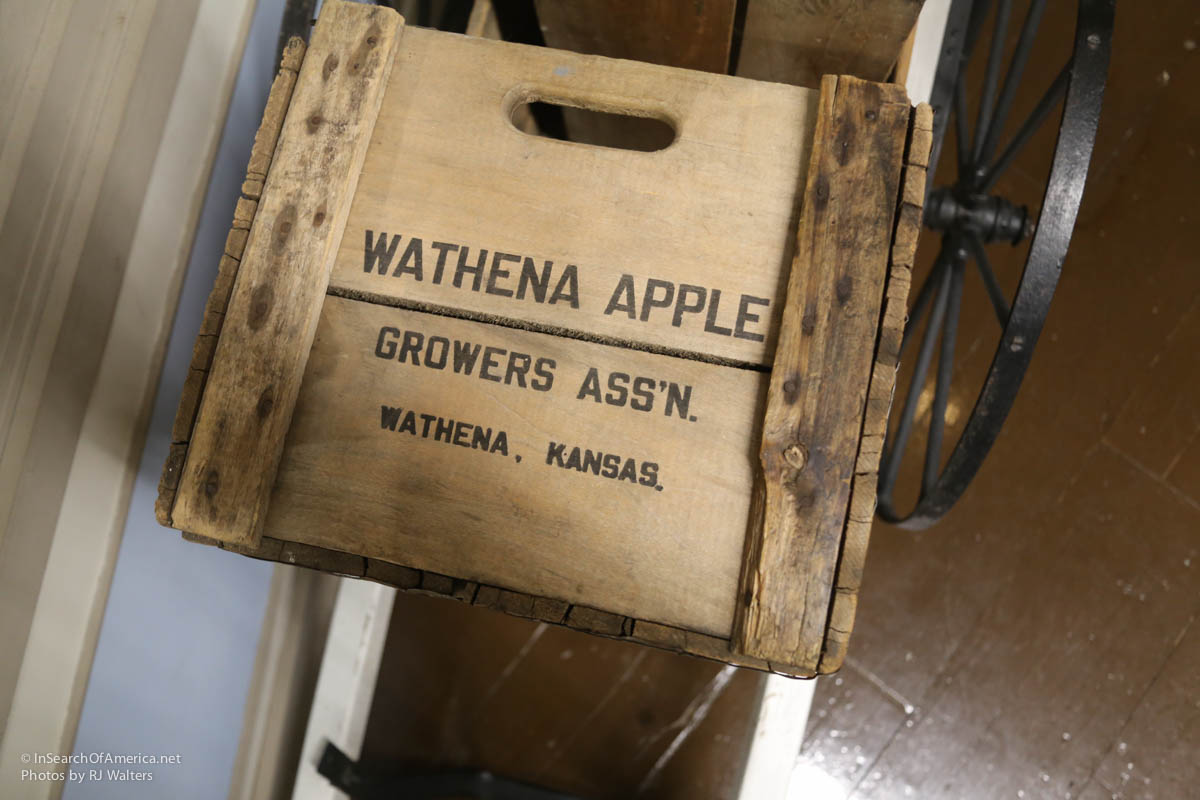 WATHENA APPLE
GROWERS ASS'N.
WATHENA, KANSAS.
© InSearchOfAmerica.net
Photos by RJ Walters